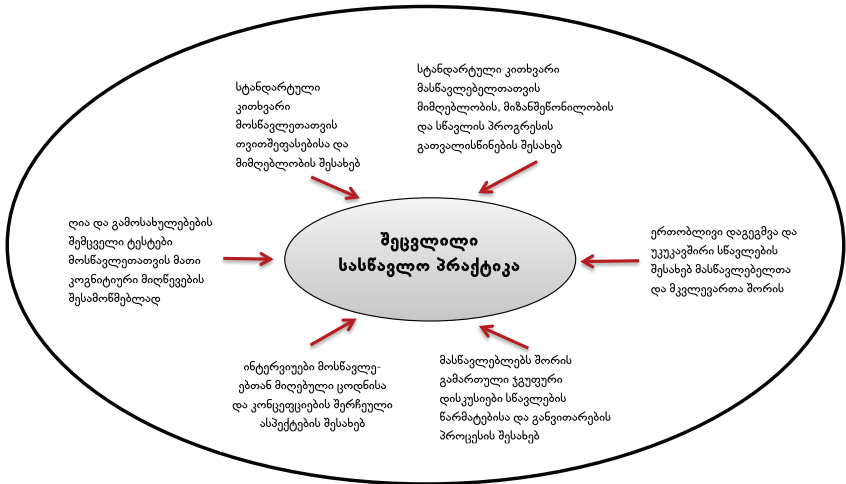 სტანდარტული
კითხვარი
მოსწავლეთათვის
თვითშეფასებისა და
მიმღებლობის შესახებ
სტანდარტული კითხვარი
მასწავლებელთათვის
მიმღებლობის, მიზანშეწონილობის
და სწავლის პროგრესის
გათვალისწინების შესახებ
ღია და გამოსახულებების
შემცველი ტესტები
მოსწავლეთათვის მათი
კოგნიტიური მიღწევების
შესამოწმებლად
შეცვლილი
სასწავლო პრაქტიკა
ერთობლივი დაგეგმვა და
უკუკავშირი სწავლების
შესახებ მასწავლებელთა
და მკვლევართა შორის
ინტერვიუები მოსწავლე-
ებთან მიღებული ცოდნისა
და კონცეფციების შერჩეული
ასპექტების შესახებ
მასწავლებლებს შორის
გამართული ჯგუფური
დისკუსიები სწავლების
წარმატებისა და განვითარების
პროცესის შესახებ